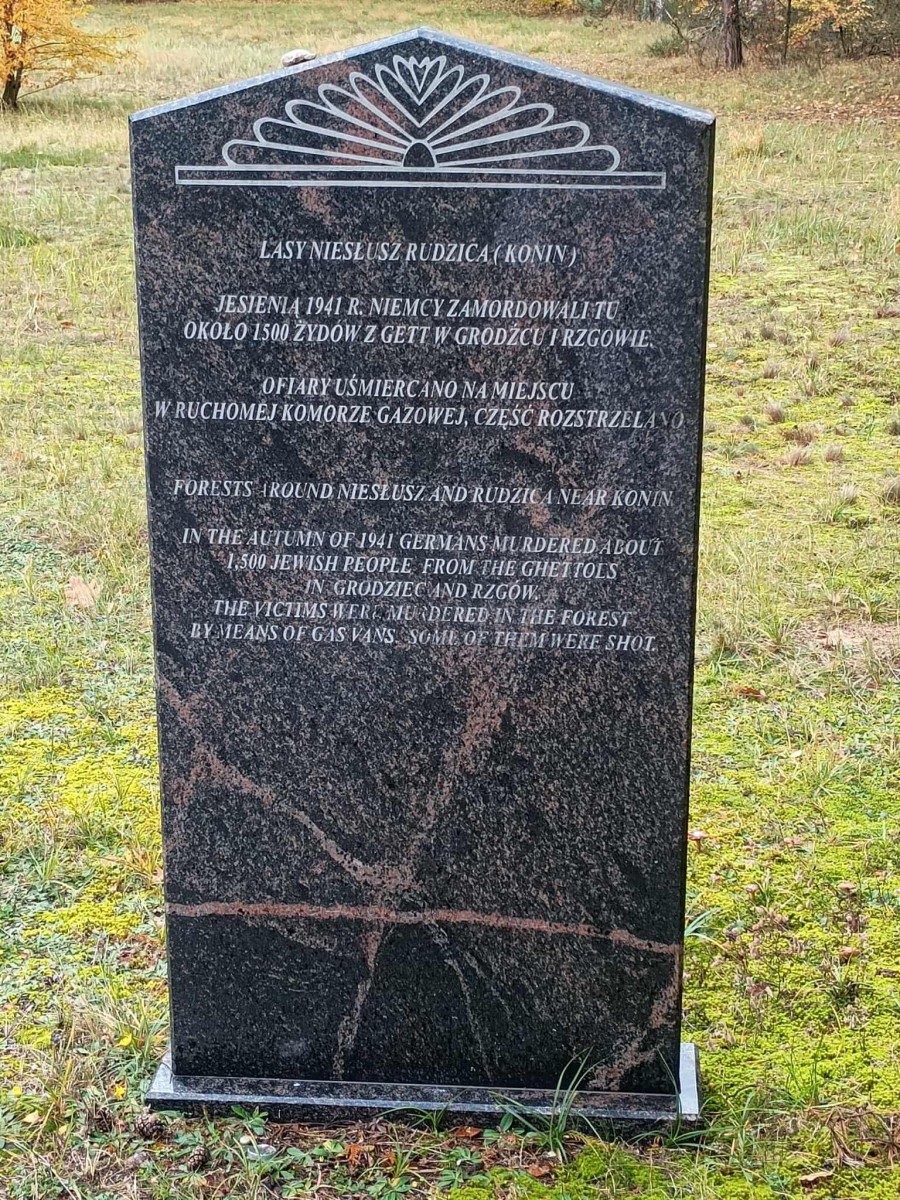 LASY NIESŁUSZ RUDZICA (KONIN)
JESIENIĄ 1941 R. NIEMCY ZAMORDOWALI TU
OKOŁO 1500 ŻYDÓW Z GETT W GRODŹCU I RZGOWIE.
OFIARY UŚMIERCANO NA MIEJSCU
W RUCHOMEJ KOMORZE GAZOWEJ, CZĘŚĆ ROZSTRZELANO
FORESTS AROUND NIESŁUSZ AND RUDZICA NEAR KONIN
IN THE AUTUMN OF 1941 GERMANS MURDERED ABOUT
1,500 JEWISH PEOPLE FROM THE GHETTOLS
IN GRODZIEC AND RZGÓW.
THE VICTIMS WERE MURDERED IN THE FOREST
BY MEANS OF GAS VANS. SOME OF THEM WERE SHOT.